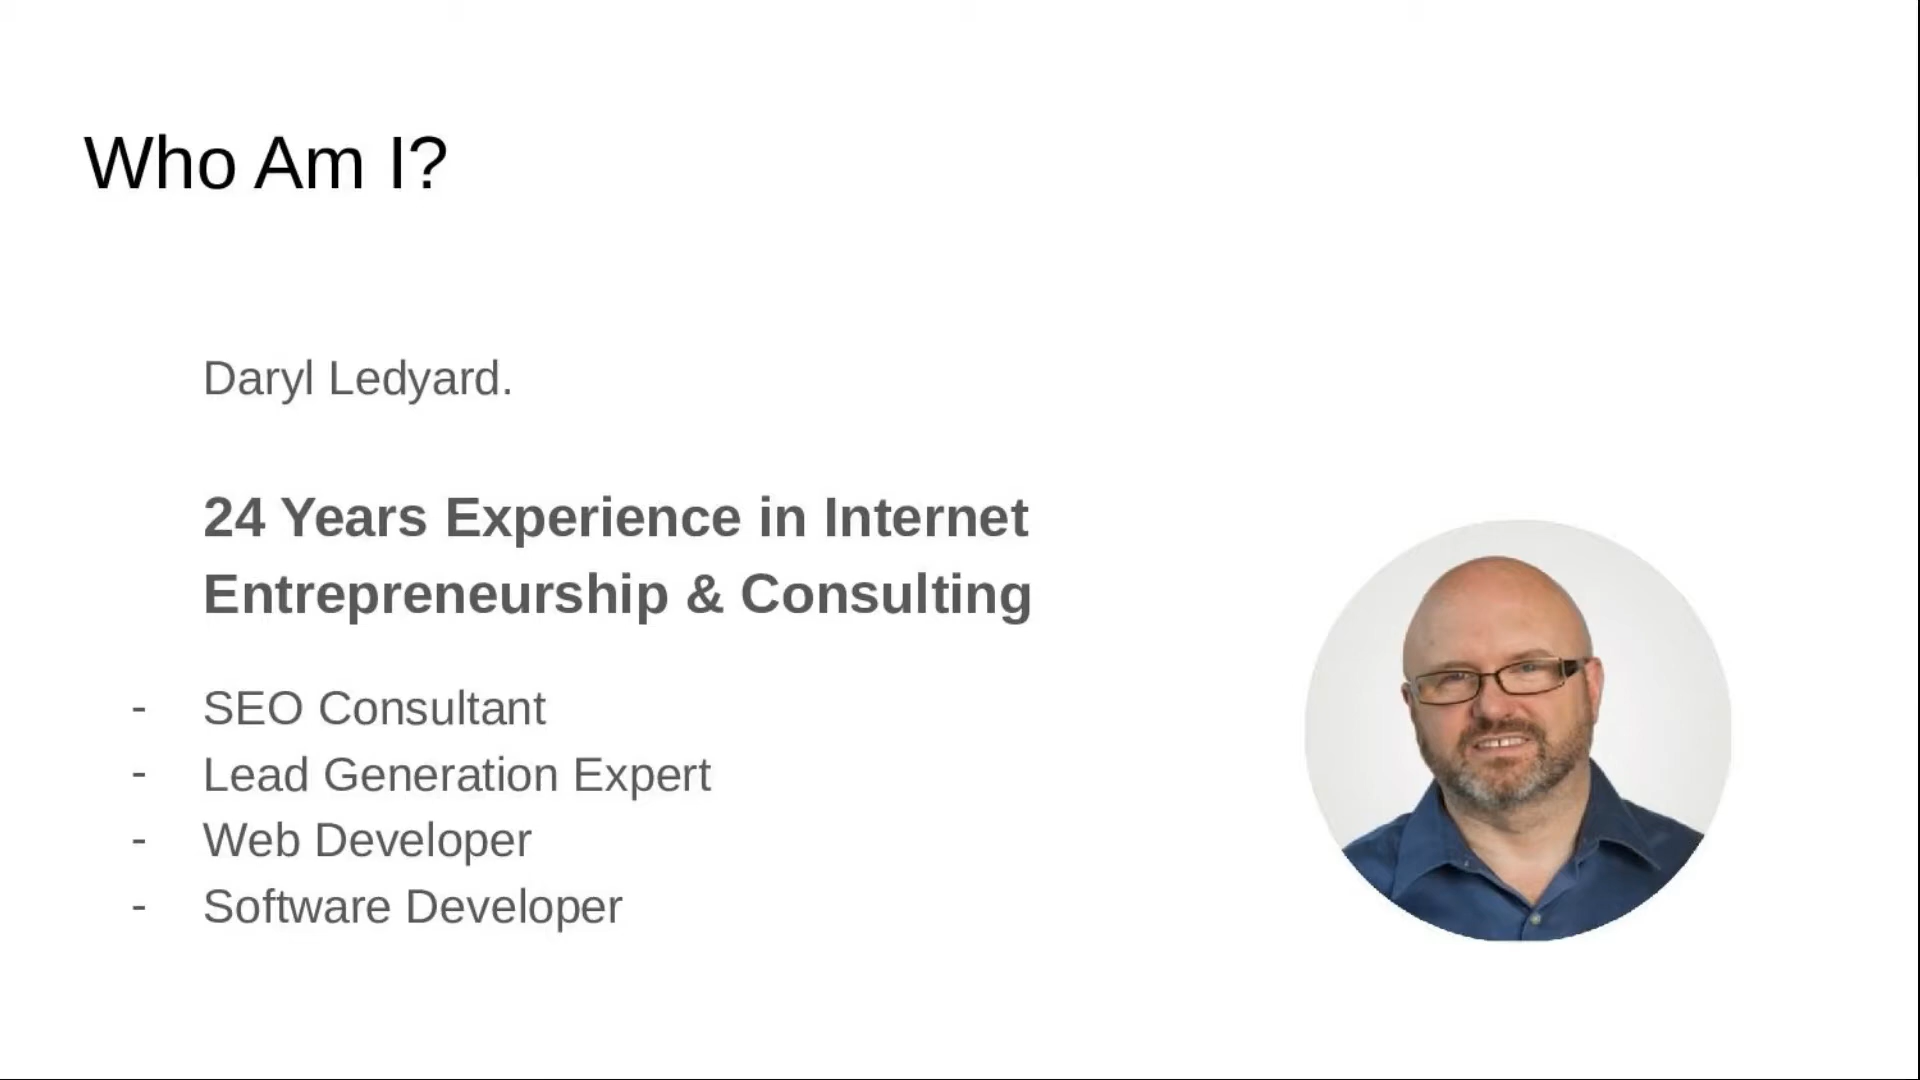 Who Am I?
Daryl Ledyard.
24 Years Experience in Internet
Entrepreneurship & Consulting
- SEO Consultant
- Lead Generation Expert
- Web Developer
- Software Developer